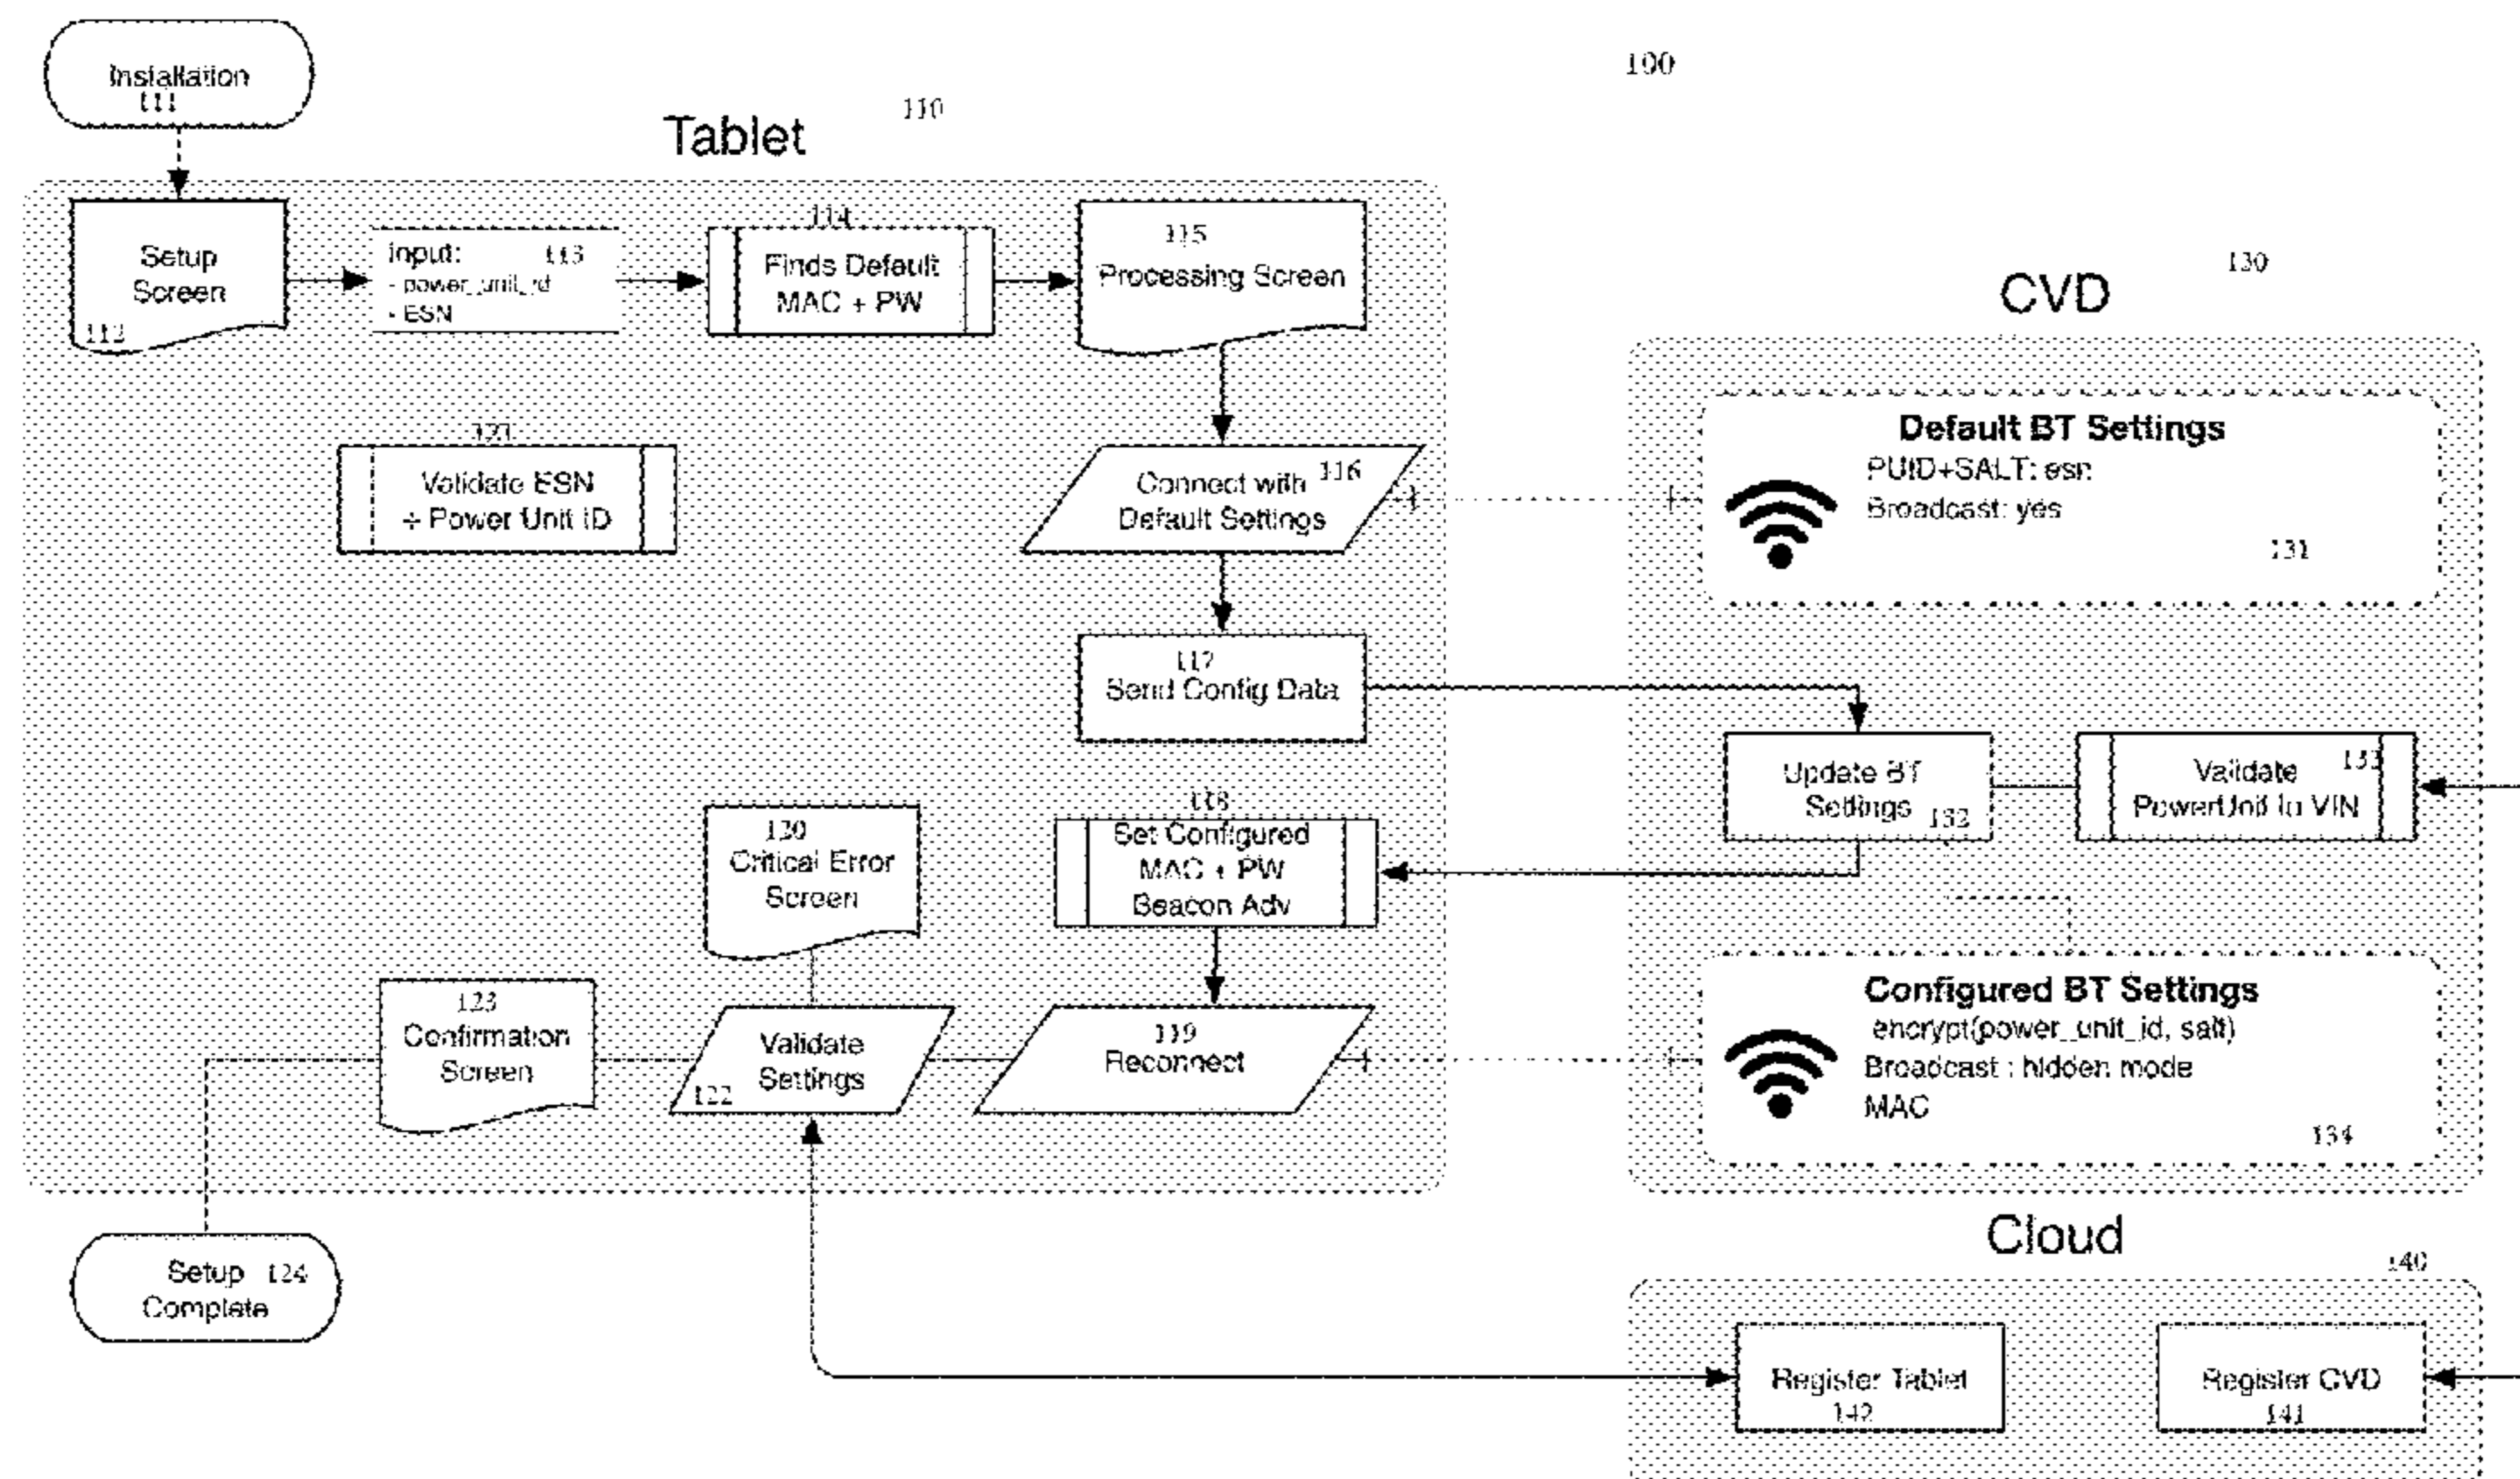 Installation
111
100
Tablet
110
Setup
Screen
112
Input:
113
- power_unit_id
- ESN
114
Finds Default
MAC + PW
115
Processing Screen
CVD
130
121
Validate ESN
+ Power Unit ID
Connect with
116
Default Settings
Default BT Settings
PUID+SALT: esn
Broadcast: yes
131
117
Send Config Data
Update BT
Settings
132
Validate
133
PowerUnit to VIN
118
Set Configured
MAC + PW
Beacon Adv
120
Critical Error
Screen
123
Confirmation
Screen
Validate
Settings
122
119
Reconnect
Configured BT Settings
encrypt(power_unit_id, salt)
Broadcast : hidden mode
MAC
134
Setup
124
Complete
Cloud
140
Register Tablet
142
Register CVD
141